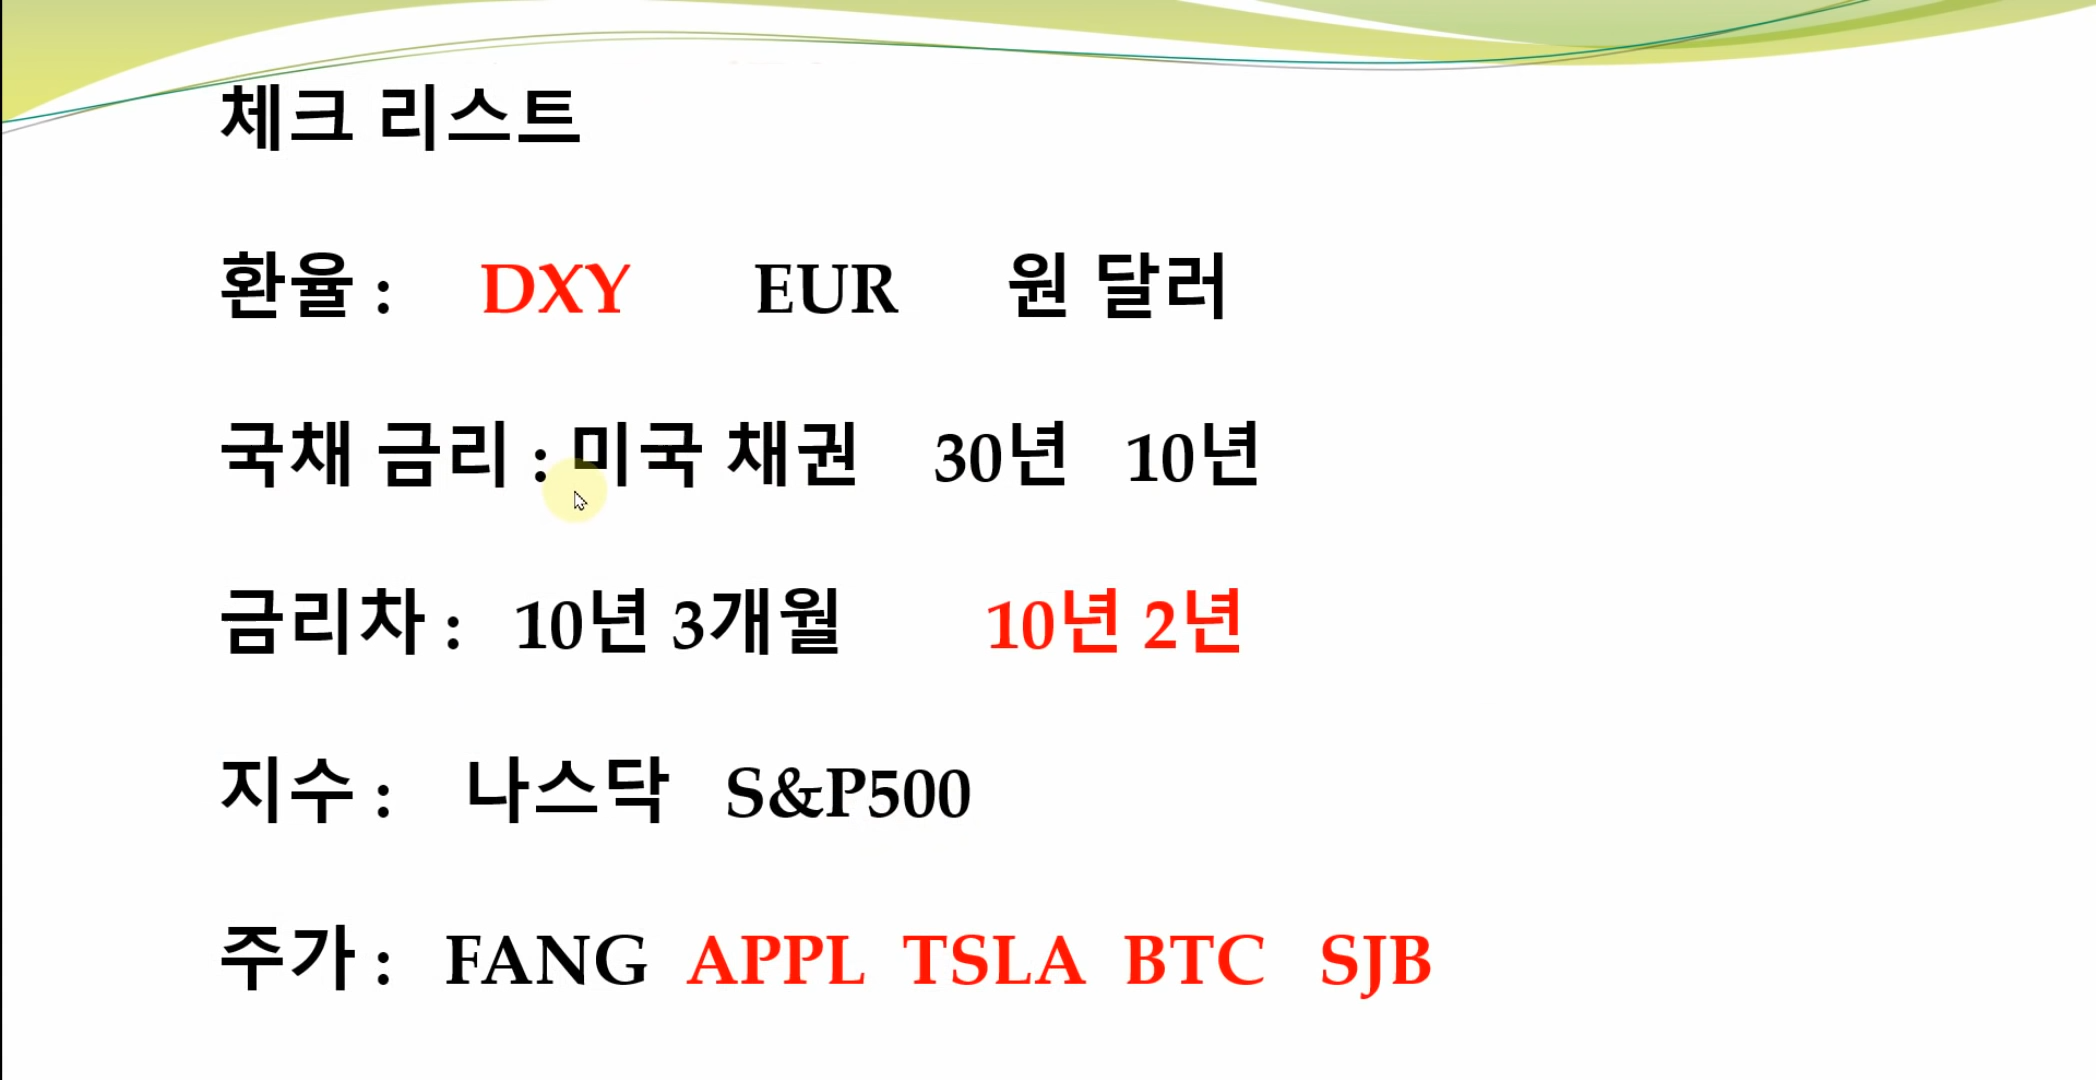 체크 리스트
환율 : DXY EUR 원 달러
국채 금리 : 미국 채권 30년 10년
금리차 : 10년 3개월 10년 2년
지수 : 나스닥 S&P500
주가 : FANG APPL TSLA BTC SJB